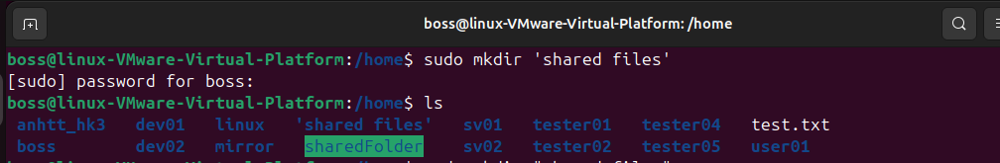 boss@linux-VMware-Virtual-Platform: /home
boss@linux-VMware-Virtual-Platform:/home$ sudo mkdir 'shared files'
[sudo] password for boss:
boss@linux-VMware-Virtual-Platform:/home$ ls
anhtt_hk3 dev01 linux 'shared files' sv01 tester01 tester04 test.txt
boss dev02 mirror sharedFolder sv02 tester02 tester05 user01